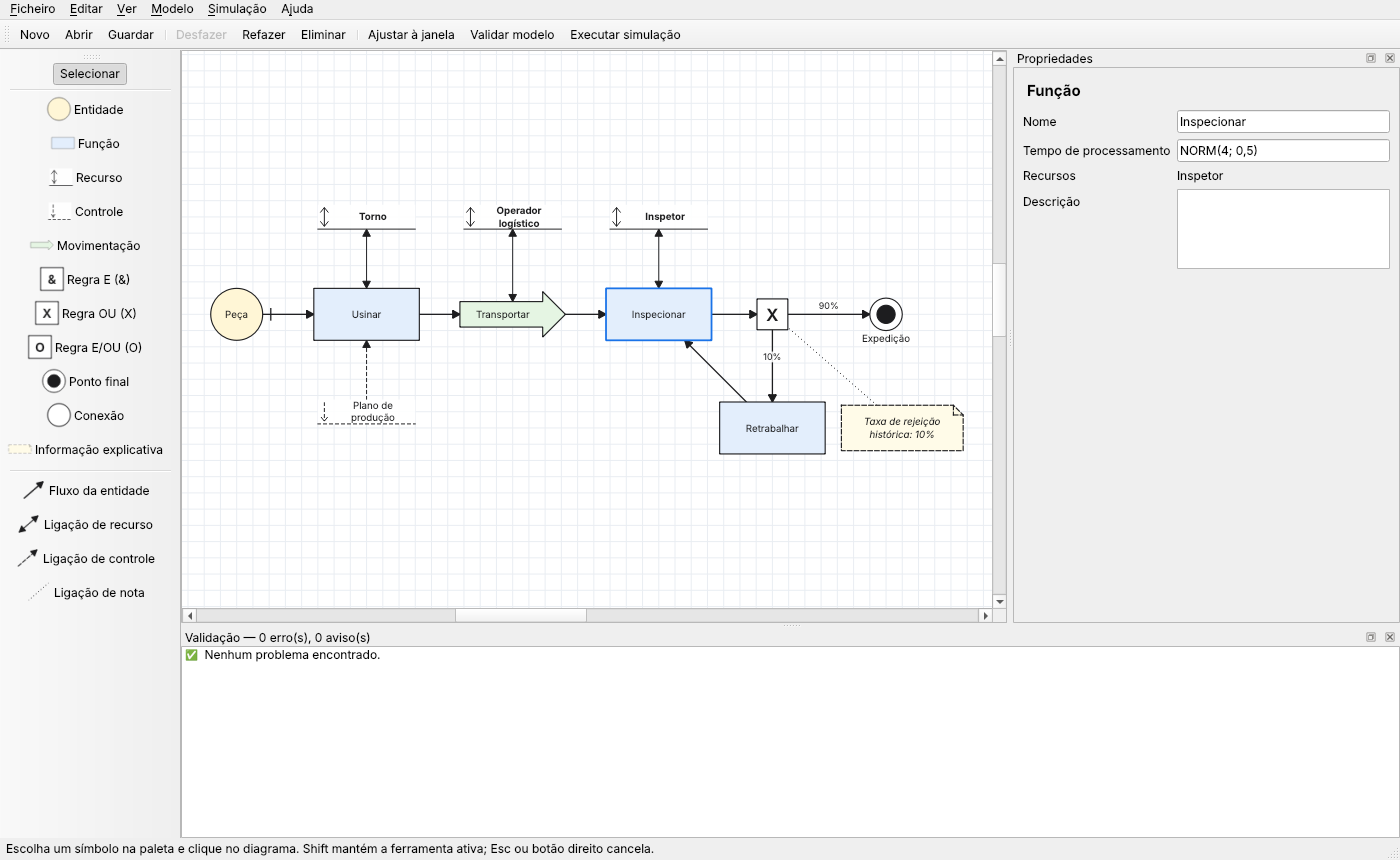 Ficheiro Editar Ver Modelo Simulação Ajuda
Novo Abrir Guardar Desfazer Refazer Eliminar Ajustar à janela Validar modelo Executar simulação
Selecionar
Entidade
Função
Recurso
Controle
Movimentação
& Regra E (&)
X Regra OU (X)
O Regra E/OU (O)
Ponto final
Conexão
Informação explicativa
Fluxo da entidade
Ligação de recurso
Ligação de controle
Ligação de nota
Torno
Operador
logístico
Inspetor
Peça
Usinar
Transportar
Inspecionar
X
90%
Expedição
10%
Plano de
produção
Retrabalhar
Taxa de rejeição
histórica: 10%
Propriedades
Função
Nome Inspecionar
Tempo de processamento NORM(4; 0,5)
Recursos Inspetor
Descrição
Validação — 0 erro(s), 0 aviso(s)
✅ Nenhum problema encontrado.
Escolha um símbolo na paleta e clique no diagrama. Shift mantém a ferramenta ativa; Esc ou botão direito cancela.